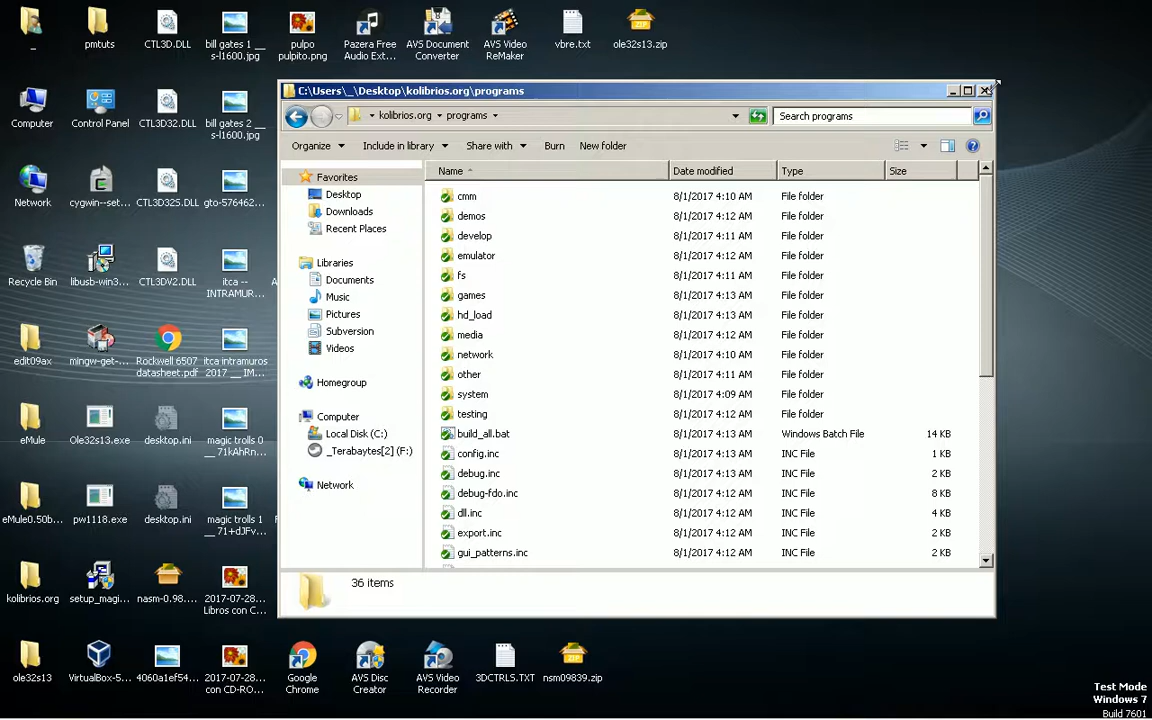 _
pmtuts
CTL3D.DLL
bill gates 1 __
-s-l1600.jpg
pulpo
pulpito.png
Pazera Free
Audio Ext...
AVS Document
Converter
AVS Video
ReMaker
vbre.txt
ole32s13.zip
Computer
Control Panel
CTL3D32.DLL
bill gates 2 __
-s-l1600.jpg
Network
cygwin--set...
CTL3D32S.DLL
gto-576462...
Recycle Bin
libusb-win3...
CTL3DV2.DLL
itca --
INTRAMUR...
edit09ax
mingw-get-...
Rockwell 6507
datasheet.pdf
itca intramuros
2017 __ IM...
eMule
Ole32s13.exe
desktop.ini
magic trolls 0
__ 71kAhRn...
eMule0.50b...
pw1118.exe
desktop.ini
magic trolls 1
__ 71+dJFv...
kolibrios.org
setup_magi...
nasm-0.98....
2017-07-28...
Libros con C...
ole32s13
VirtualBox-5...
4060a1ef54...
2017-07-28...
con CD-RO...
Google
Chrome
AVS Disc
Creator
AVS Video
Recorder
3DCTRLS.TXT
nsm09839.zip
C:\Users\_\Desktop\kolibrios.org\programs
kolibrios.org programs
Search programs
Organize Include in library Share with Burn New folder
Favorites
Desktop
Downloads
Recent Places
Libraries
Documents
Music
Pictures
Subversion
Videos
Homegroup
Computer
Local Disk (C:)
_Terabaytes[2] (F:)
Network
Name Date modified Type Size
cmm 8/1/2017 4:10 AM File folder
demos 8/1/2017 4:11 AM File folder
develop 8/1/2017 4:11 AM File folder
emulator 8/1/2017 4:12 AM File folder
fs 8/1/2017 4:11 AM File folder
games 8/1/2017 4:13 AM File folder
hd_load 8/1/2017 4:13 AM File folder
media 8/1/2017 4:12 AM File folder
network 8/1/2017 4:10 AM File folder
other 8/1/2017 4:11 AM File folder
system 8/1/2017 4:09 AM File folder
testing 8/1/2017 4:12 AM File folder
build_all.bat 8/1/2017 4:13 AM Windows Batch File 14 KB
config.inc 8/1/2017 4:13 AM INC File 1 KB
debug.inc 8/1/2017 4:13 AM INC File 2 KB
debug-fdo.inc 8/1/2017 4:12 AM INC File 8 KB
dll.inc 8/1/2017 4:12 AM INC File 4 KB
export.inc 8/1/2017 4:12 AM INC File 2 KB
gui_patterns.inc 8/1/2017 4:12 AM INC File 2 KB
36 items
Test Mode
Windows 7
Build 7601